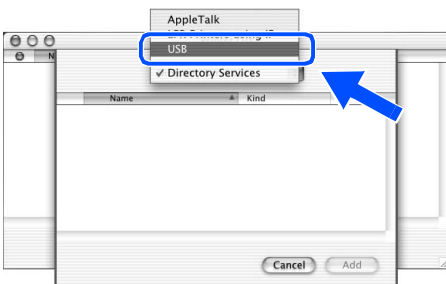 AppleTalk
USB
✓ Directory Services
Name Kind
Cancel Add